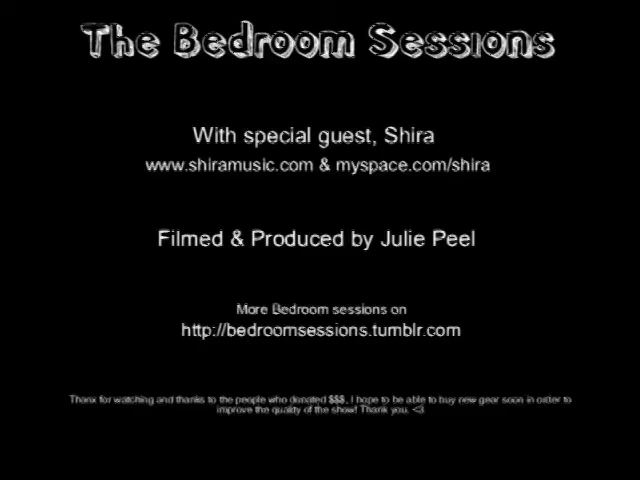 The Bedroom Sessions
With special guest, Shira
www.shiramusic.com & myspace.com/shira
Filmed & Produced by Julie Peel
More Bedroom sessions on
http://bedroomsessions.tumblr.com
Thanx for watching and thanks to the people who donated $$$, I hope to be able to buy new gear soon in order to
improve the quality of the show! Thank you. <3